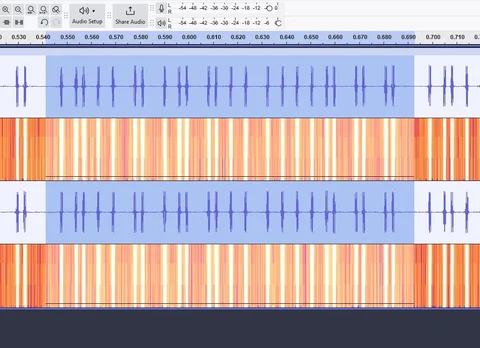 L
R
-54 -48 -42 -36 -30 -24 -18 -12 -6 0
Audio Setup
Share Audio
L
R
-54 -48 -42 -36 -30 -24 -18 -12 -6
0.530 0.540 0.550 0.560 0.570 0.580 0.590 0.600 0.610 0.620 0.630 0.640 0.650 0.660 0.670 0.680 0.690 0.700 0.710